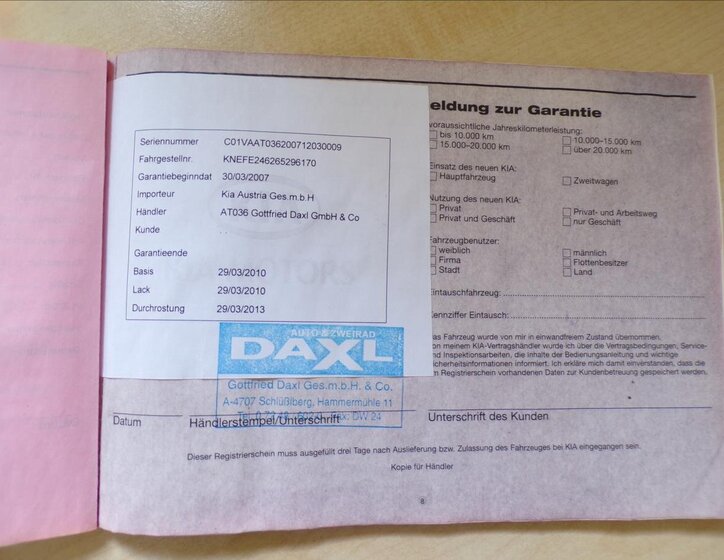 eldung zur Garantie
Seriennummer C01VAAT036200712030009
Fahrgestellnr. KNEFE246265296170
Garantiebeginndat 30/03/2007
Importeur Kia Austria Ges.m.b.H
Händler AT036 Gottfried Daxl GmbH & Co
Kunde
Garantieende
Basis 29/03/2010
Lack 29/03/2010
Durchrostung 29/03/2013
voraussichtliche Jahreskilometerleistung:
bis 10.000 km 10.000–15.000 km
15.000–20.000 km über 20.000 km
Einsatz des neuen KIA:
Hauptfahrzeug Zweitwagen
Nutzung des neuen KIA:
Privat Privat- und Arbeitsweg
Privat und Geschäft nur Geschäft
Fahrzeugbenutzer:
weiblich männlich
Firma Flottenbesitzer
Stadt Land
Eintauschfahrzeug:
Kennziffer Eintausch:
as Fahrzeug wurde von mir in einwandfreiem Zustand übernommen.
on meinem KIA-Vertragshändler wurde ich über die Vertragsbedingungen, Service-
nd Inspektionsarbeiten, die Inhalte der Bedienungsanleitung und wichtige
icherheitsinformationen informiert. Ich erkläre mich damit einverstanden, dass die
m Registrierschein vorhandenen Daten zur Kundenbetreuung gespeichert werden.
AUTO & ZWEIRAD
DAXL
Gottfried Daxl Ges.m.b.H. & Co.
A-4707 Schlüßlberg, Hammermühle 11
Fax: DW 24
Datum Händlerstempel/Unterschrift Unterschrift des Kunden
Dieser Registrierschein muss ausgefüllt drei Tage nach Auslieferung bzw. Zulassung des Fahrzeuges bei KIA eingegangen sein.
Kopie für Händler
8